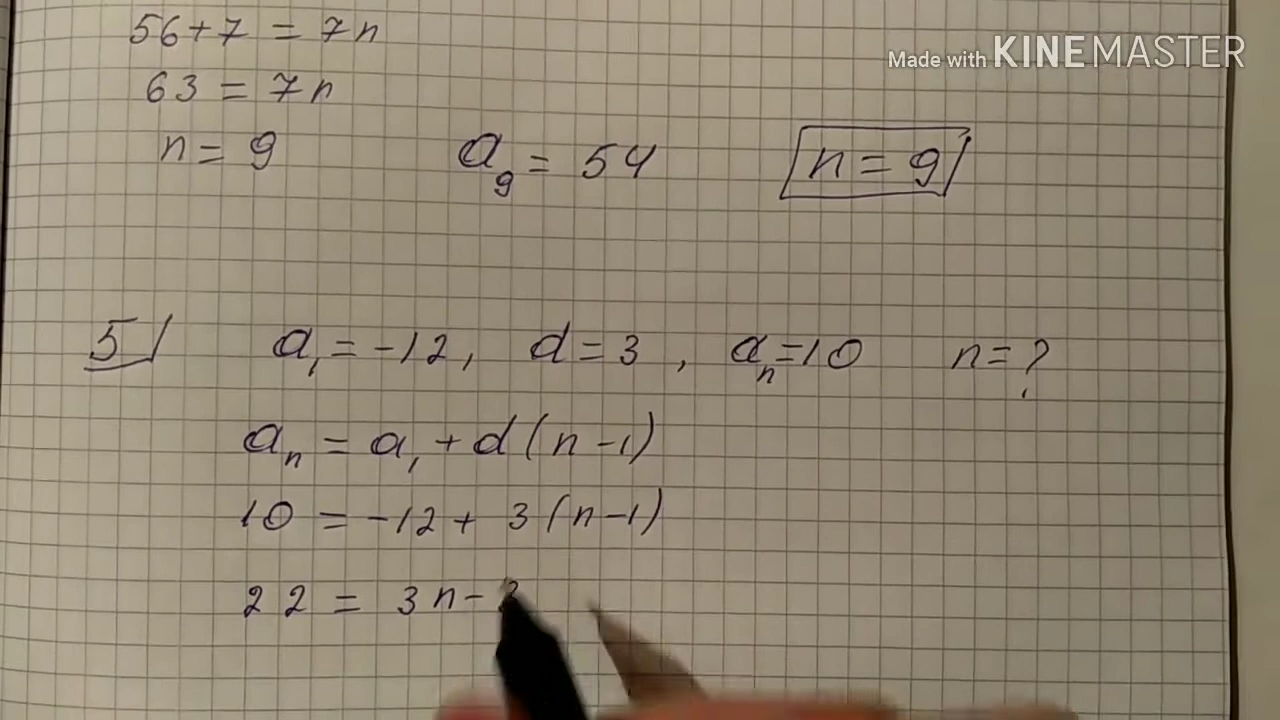 56+7 = 7n
Made with KINEMASTER
63 = 7n
n = 9 a₉ = 54 n = 9
5) a₁ = -12, d = 3, aₙ = 10 n = ?
aₙ = a₁ + d(n-1)
10 = -12 + 3(n-1)
22 = 3n-